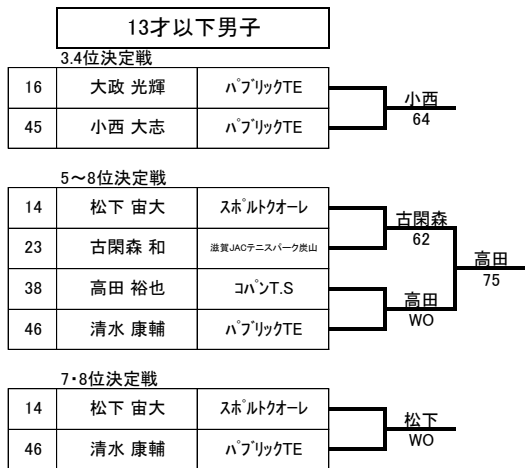 13才以下男子
3.4位決定戦
16 大政 光輝 ﾊﾟﾌﾞﾘｯｸTE
小西
45 小西 大志 ﾊﾟﾌﾞﾘｯｸTE
64
5～8位決定戦
14 松下 宙大 ｽﾎﾟﾙﾄｸｵｰﾚ
古閑森
23 古閑森 和 滋賀JACテニスパーク炭山
62
高田
38 高田 裕也 ｺﾊﾟﾝT.S
75
高田
46 清水 康輔 ﾊﾟﾌﾞﾘｯｸTE
WO
7・8位決定戦
14 松下 宙大 ｽﾎﾟﾙﾄｸｵｰﾚ
松下
46 清水 康輔 ﾊﾟﾌﾞﾘｯｸTE
WO